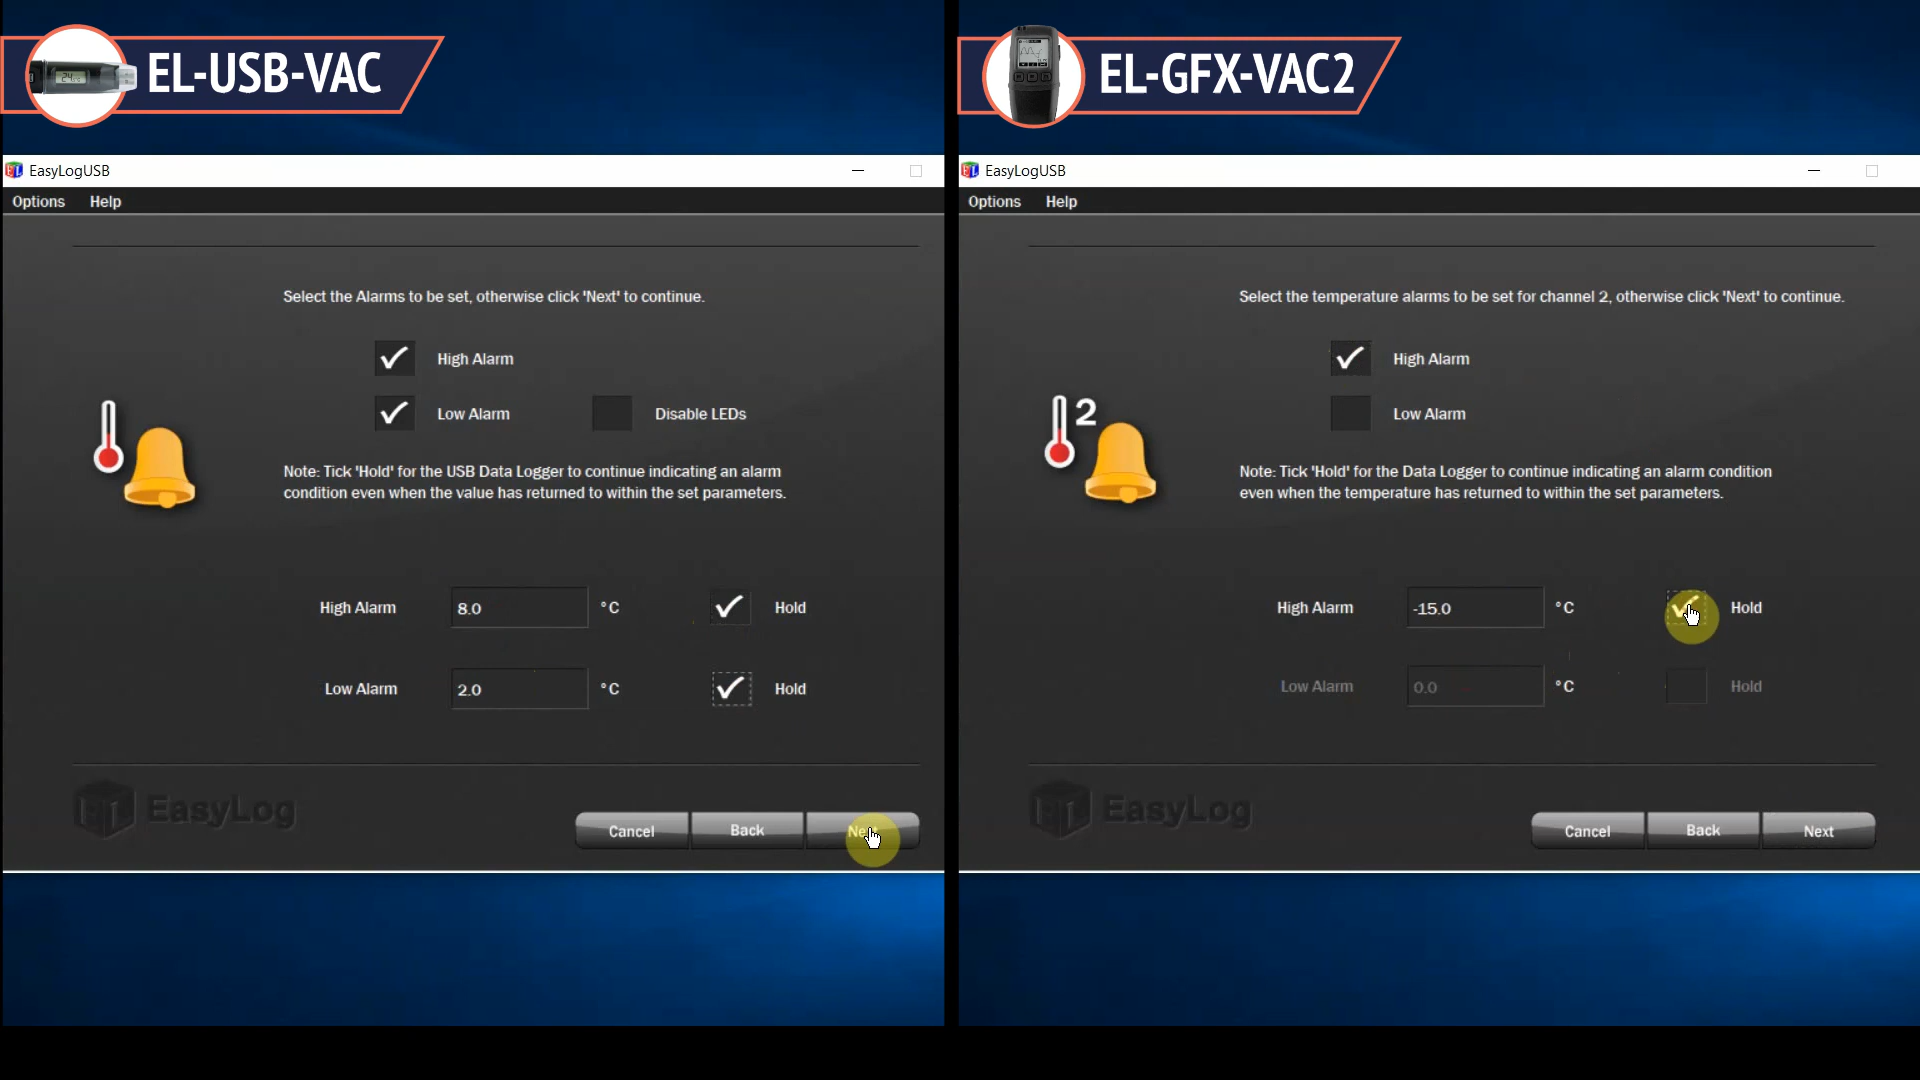 EL-USB-VAC
EasyLogUSB
Options Help
Select the Alarms to be set, otherwise click 'Next' to continue.
High Alarm
Low Alarm Disable LEDs
Note: Tick 'Hold' for the USB Data Logger to continue indicating an alarm
condition even when the value has returned to within the set parameters.
High Alarm 8.0 °C Hold
Low Alarm 2.0 °C Hold
EasyLog
Cancel Back Next
EL-GFX-VAC2
EasyLogUSB
Options Help
Select the temperature alarms to be set for channel 2, otherwise click 'Next' to continue.
High Alarm
2
Low Alarm
Note: Tick 'Hold' for the Data Logger to continue indicating an alarm condition
even when the temperature has returned to within the set parameters.
High Alarm -15.0 °C Hold
Low Alarm 0.0 °C Hold
EasyLog
Cancel Back Next